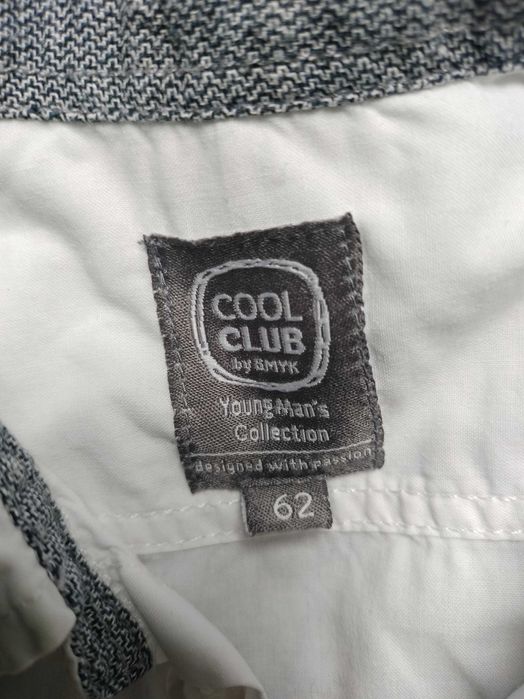 COOL
CLUB
by SMYK
Young Man's
Collection
designed with passion
62